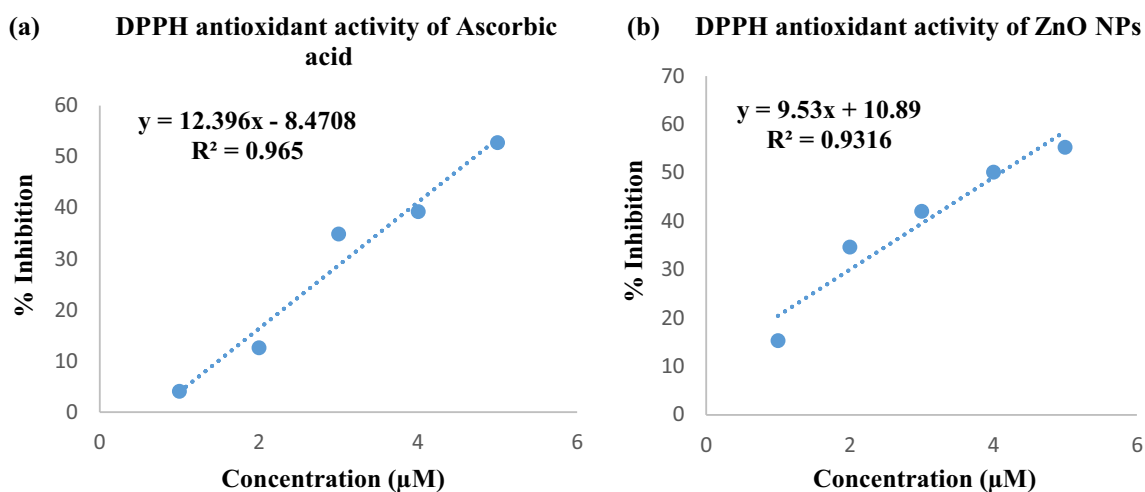 (a) DPPH antioxidant activity of Ascorbic
acid
60
50
40
30
20
10
0
y = 12.396x - 8.4708
R² = 0.965
% Inhibition
0 2 4 6
Concentration (µM)
(b) DPPH antioxidant activity of ZnO NPs
70
60
50
40
30
20
10
0
y = 9.53x + 10.89
R² = 0.9316
% Inhibition
0 2 4 6
Concentration (µM)